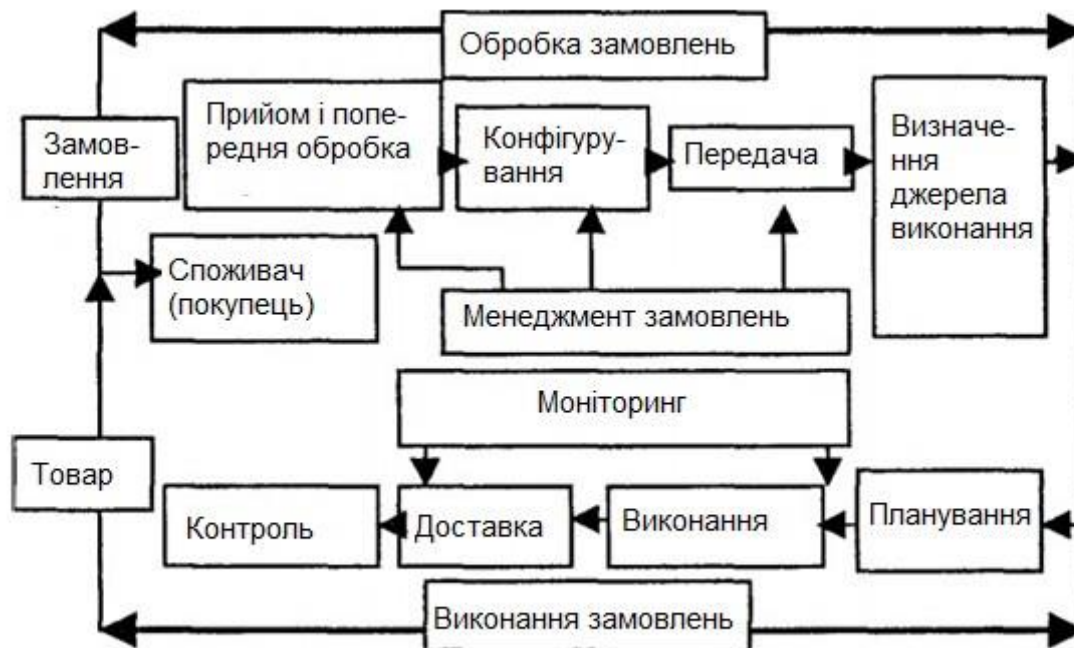 Обробка замовлень
Прийом і попе-
редня обробка
Замов-
лення
Конфігуру-
вання
Передача
Визначе-
ння
джерела
виконання
Споживач
(покупець)
Менеджмент замовлень
Моніторинг
Товар
Контроль
Доставка
Виконання
Планування
Виконання замовлень